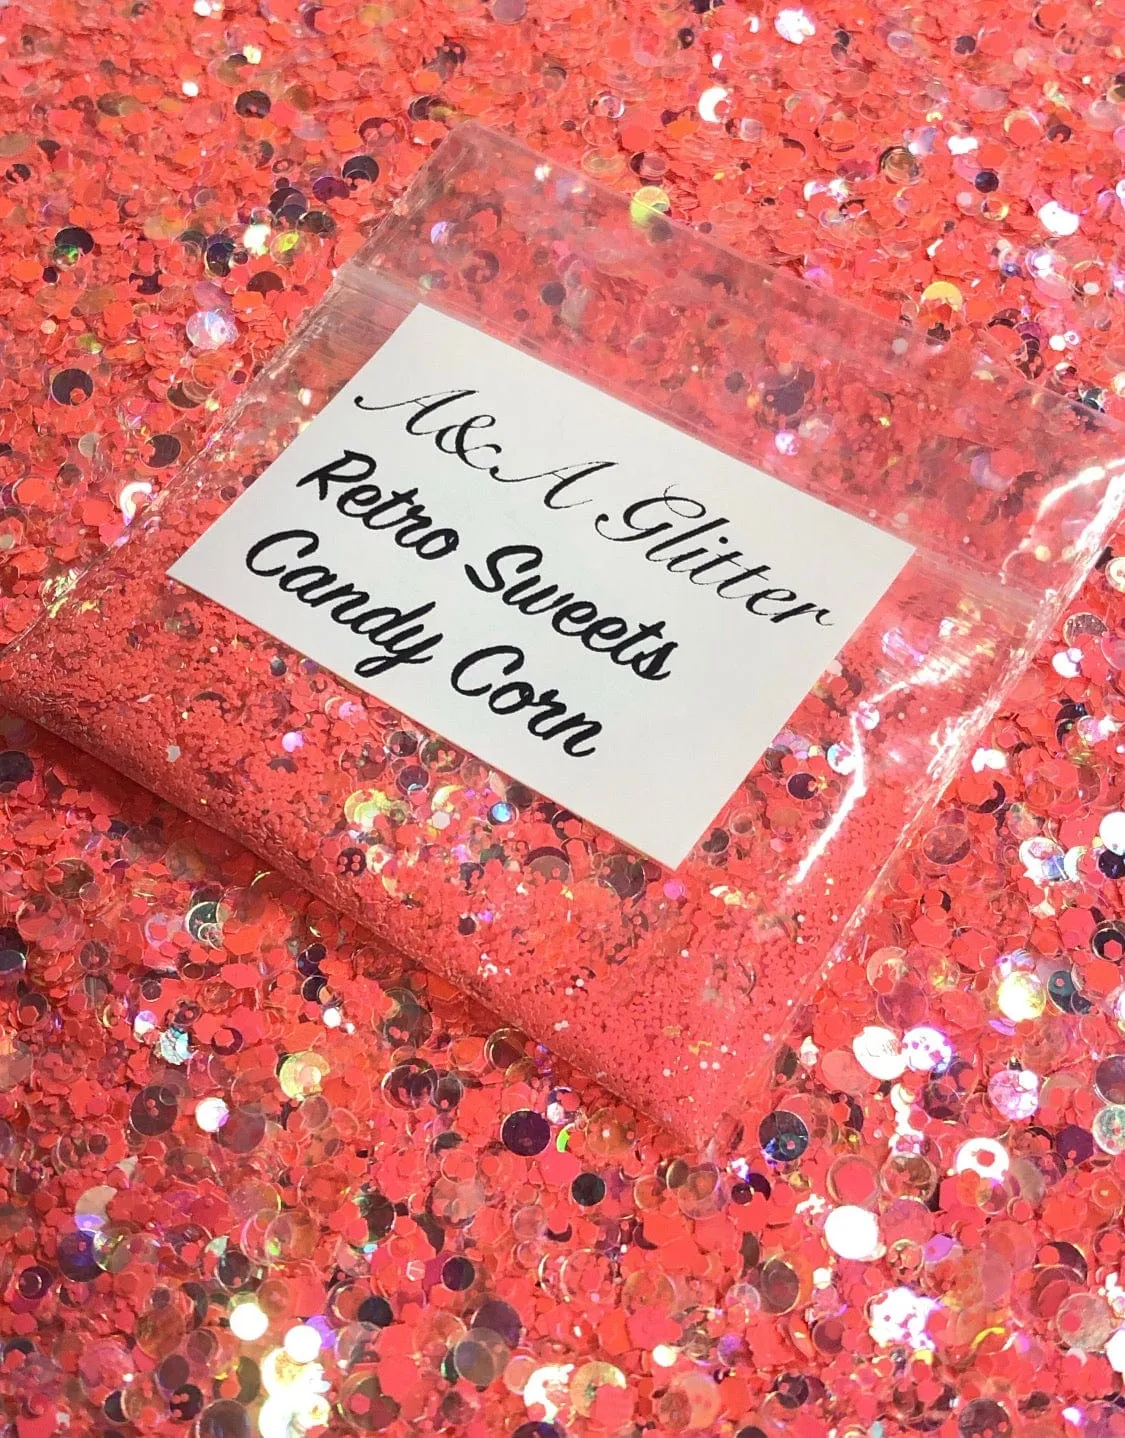 A&A Glitter
Retro Sweets
Candy Corn